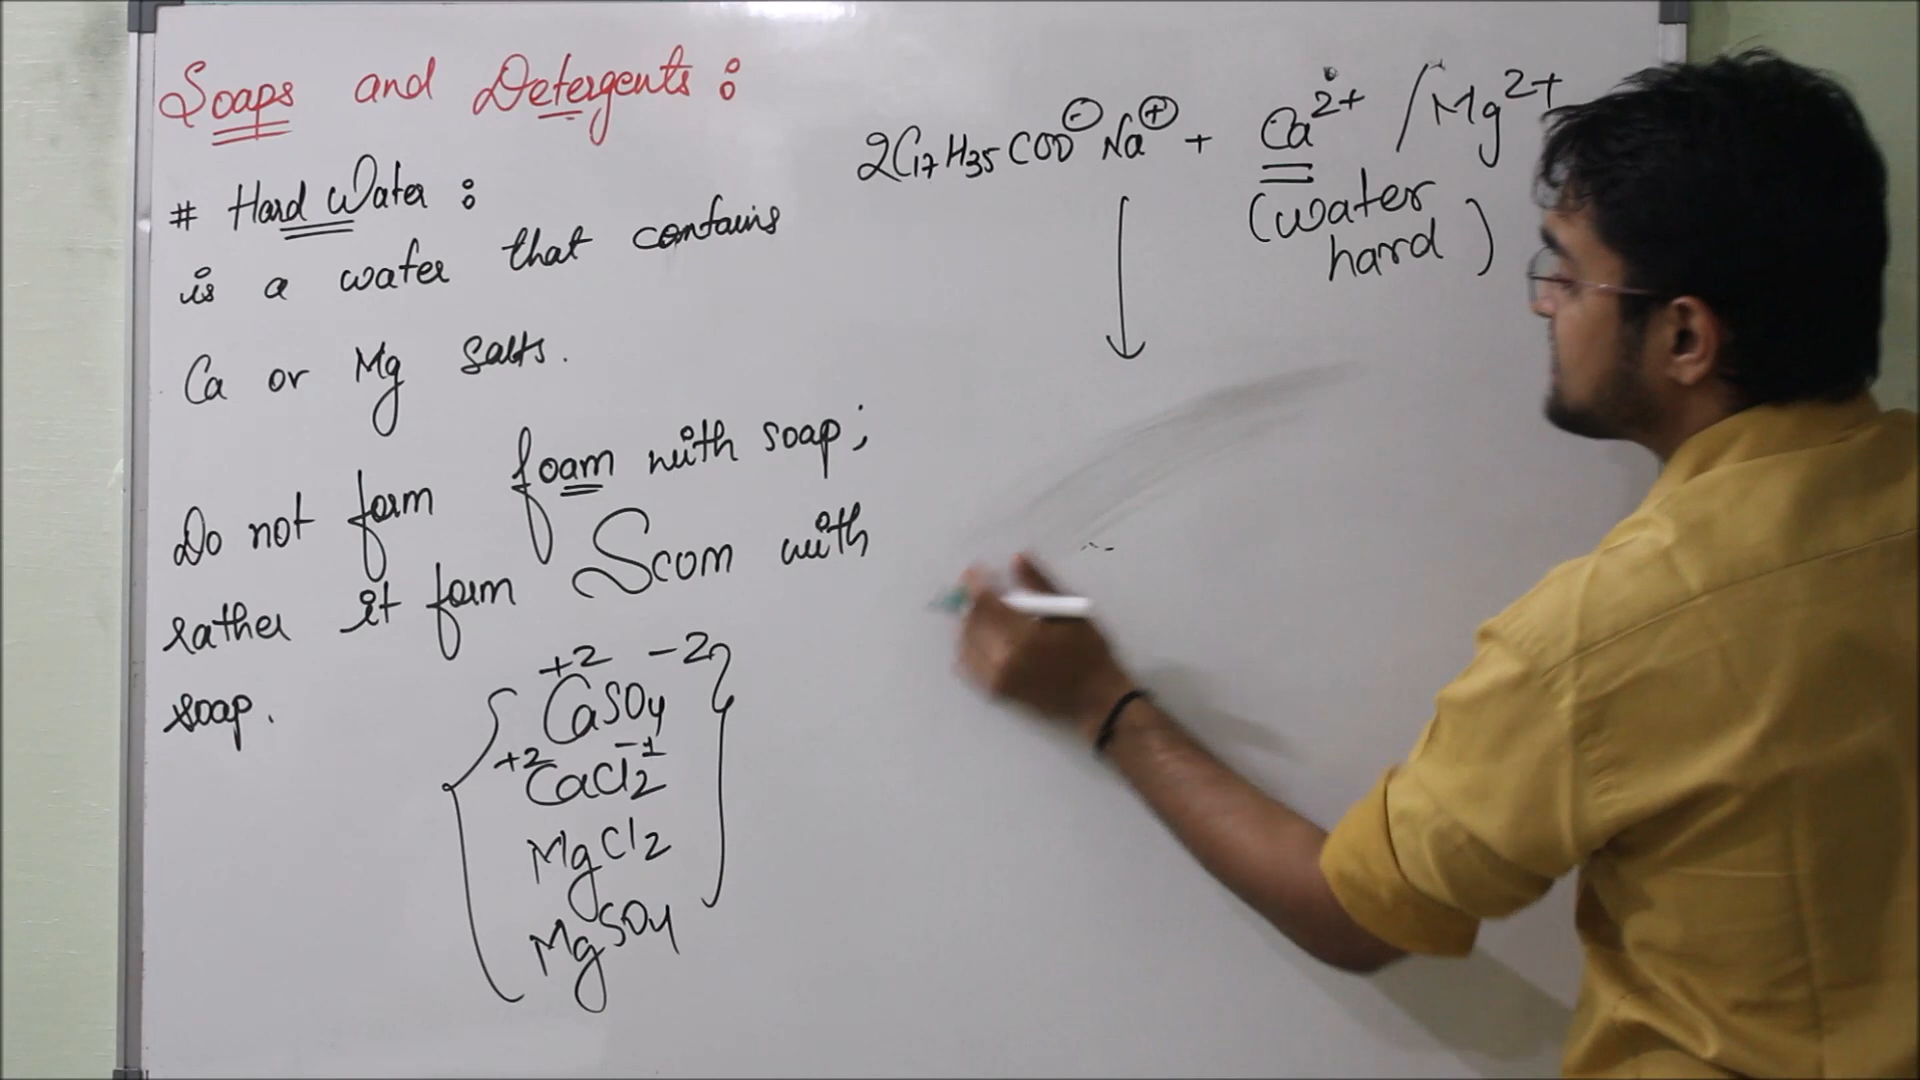 Soaps and Detergents :
# Hard Water :
is a water that contains
Ca or Mg salts.
Do not form foam with soap;
rather it form Scom with
soap.
+2 -2
CaSO4
+2 -1
CaCl2
MgCl2
MgSO4
2C17H35COO⊖Na⊕ + Ca2+ /Mg2+
(water
hard)